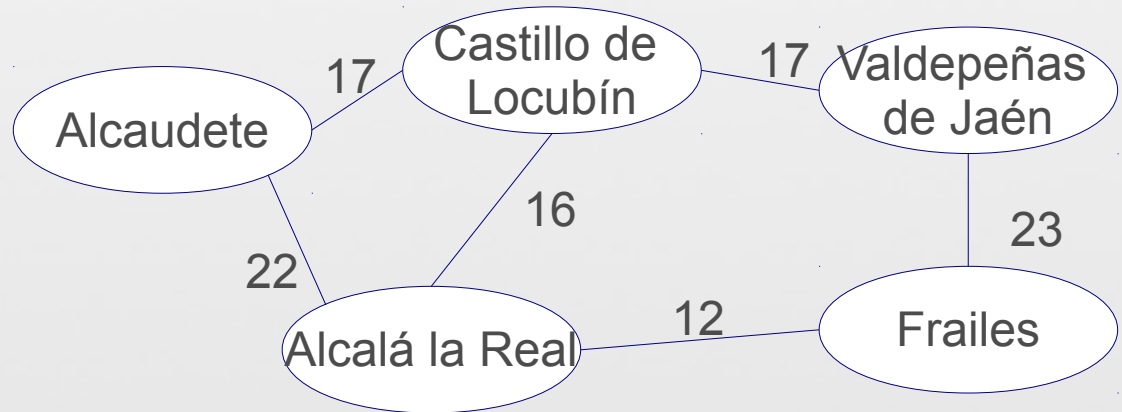 Castillo de
Locubín
17
17
Valdepeñas
de Jaén
Alcaudete
16
23
22
12
Frailes
Alcalá la Real